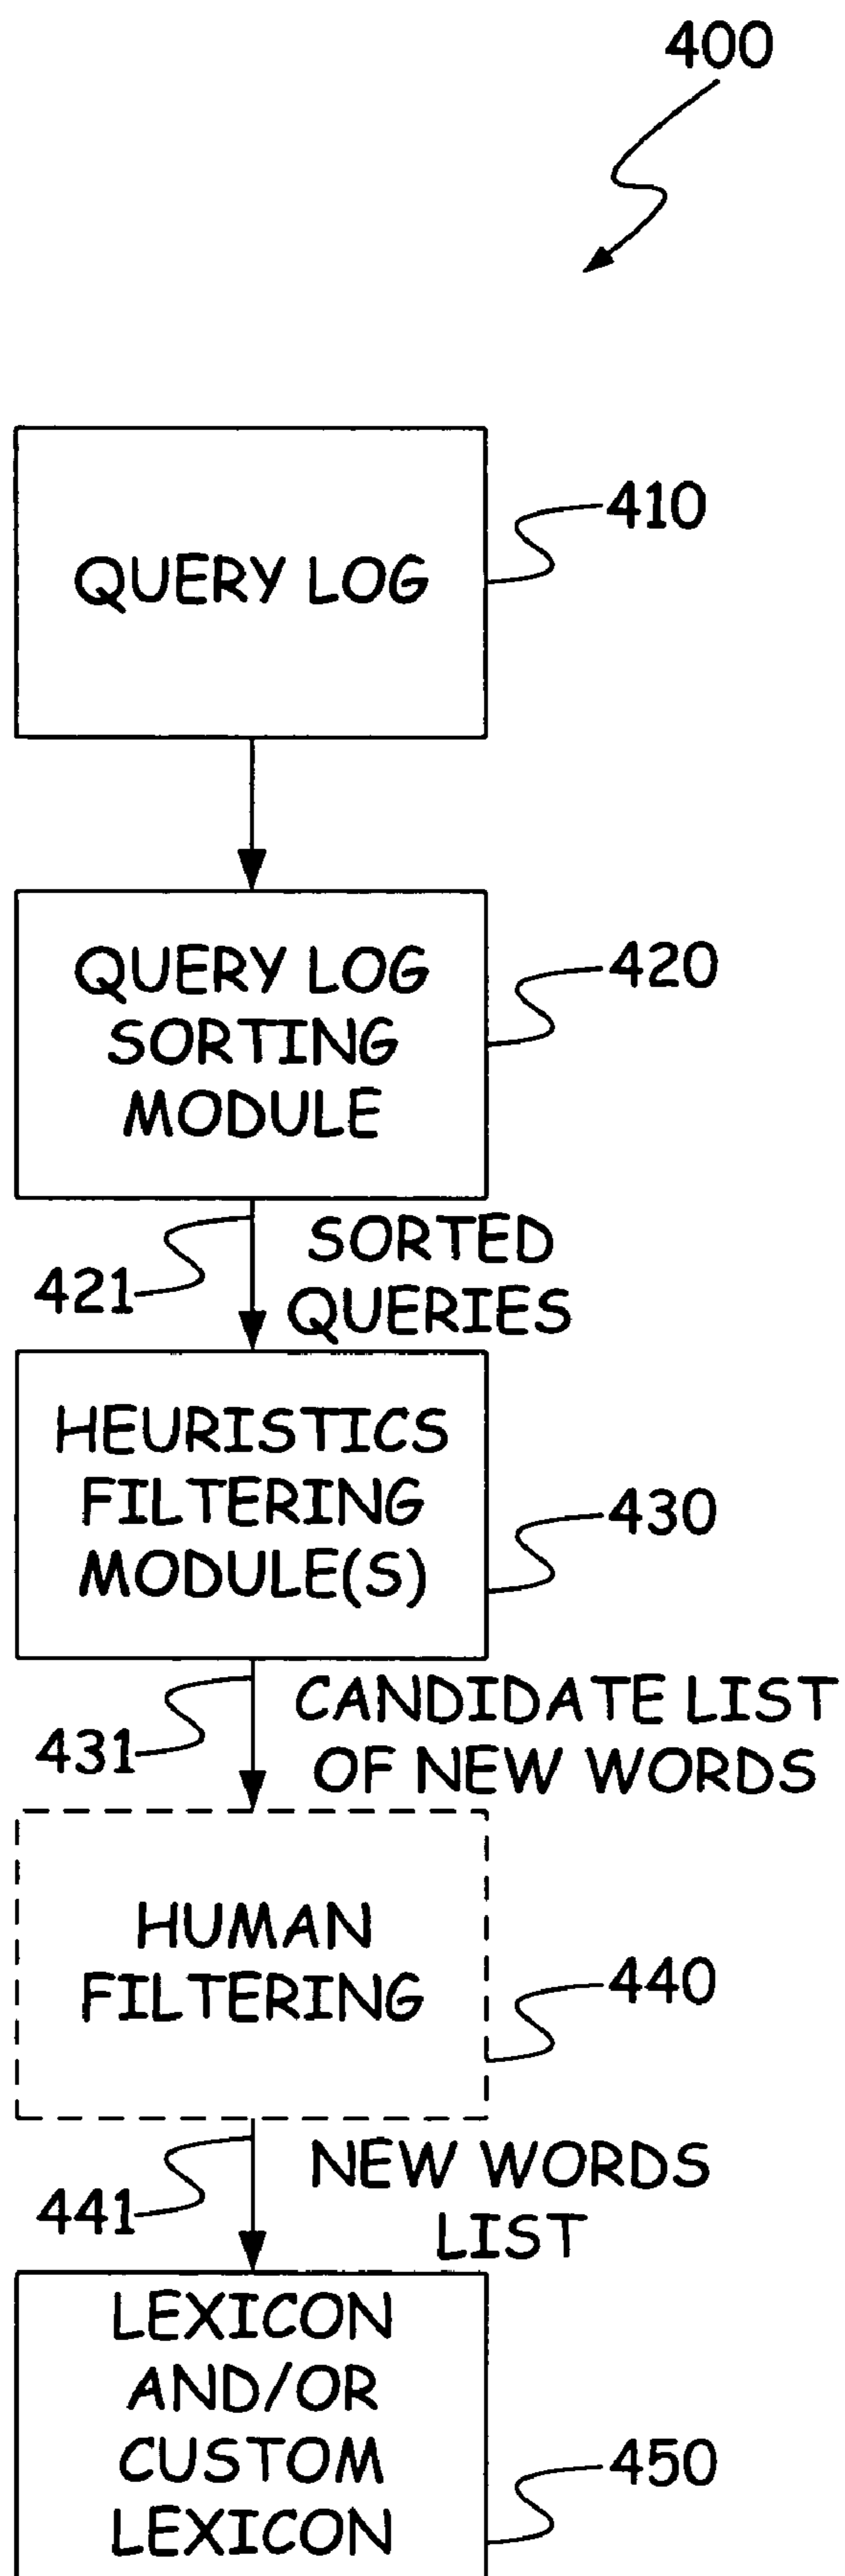 400
QUERY LOG
410
QUERY LOG
SORTING
MODULE
420
421
SORTED
QUERIES
HEURISTICS
FILTERING
MODULE(S)
430
431
CANDIDATE LIST
OF NEW WORDS
HUMAN
FILTERING
440
441
NEW WORDS
LIST
LEXICON
AND/OR
CUSTOM
LEXICON
450